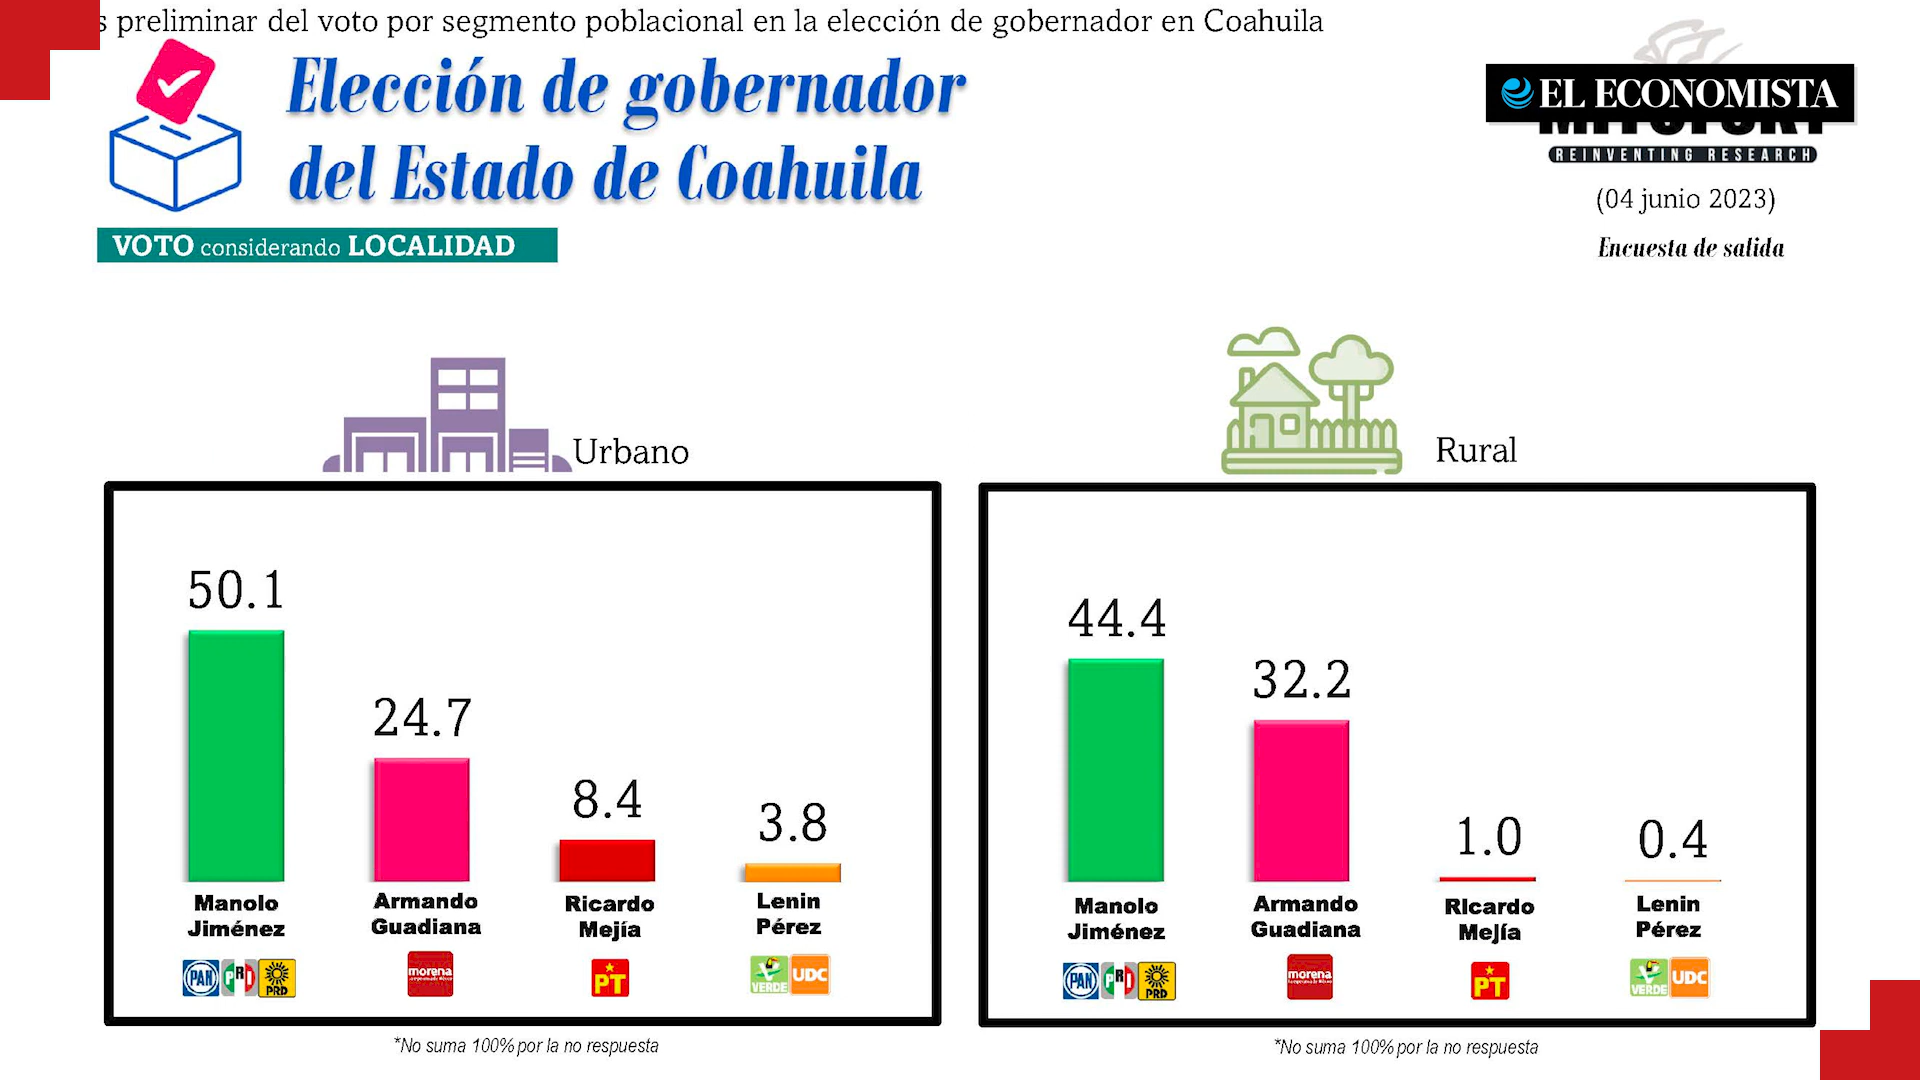 s preliminar del voto por segmento poblacional en la elección de gobernador en Coahuila
Elección de gobernador
del Estado de Coahuila
VOTO considerando LOCALIDAD
EL ECONOMISTA
REINVENTING RESEARCH
(04 junio 2023)
Encuesta de salida
Urbano
50.1
24.7
8.4
3.8
Manolo
Jiménez
Armando
Guadiana
Ricardo
Mejía
Lenin
Pérez
PAN PRD PRD
morena
PT
VERDE UDC
*No suma 100% por la no respuesta
Rural
44.4
32.2
1.0
0.4
Manolo
Jiménez
Armando
Guadiana
RIcardo
Mejía
Lenin
Pérez
PAN PRI PRD
morena
PT
VERDE UDC
*No suma 100% por la no respuesta